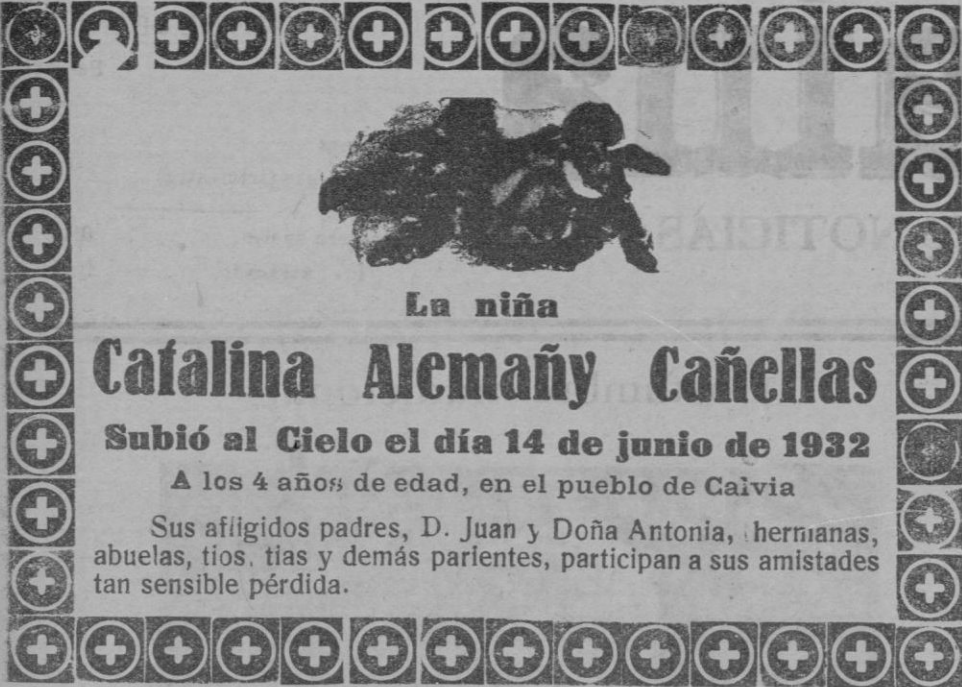 La niña
Catalina Alemañy Cañellas
Subió al Cielo el día 14 de junio de 1932
A los 4 años de edad, en el pueblo de Calvia
Sus afligidos padres, D. Juan y Doña Antonia, hermanas,
abuelas, tios, tias y demás parientes, participan a sus amistades
tan sensible pérdida.